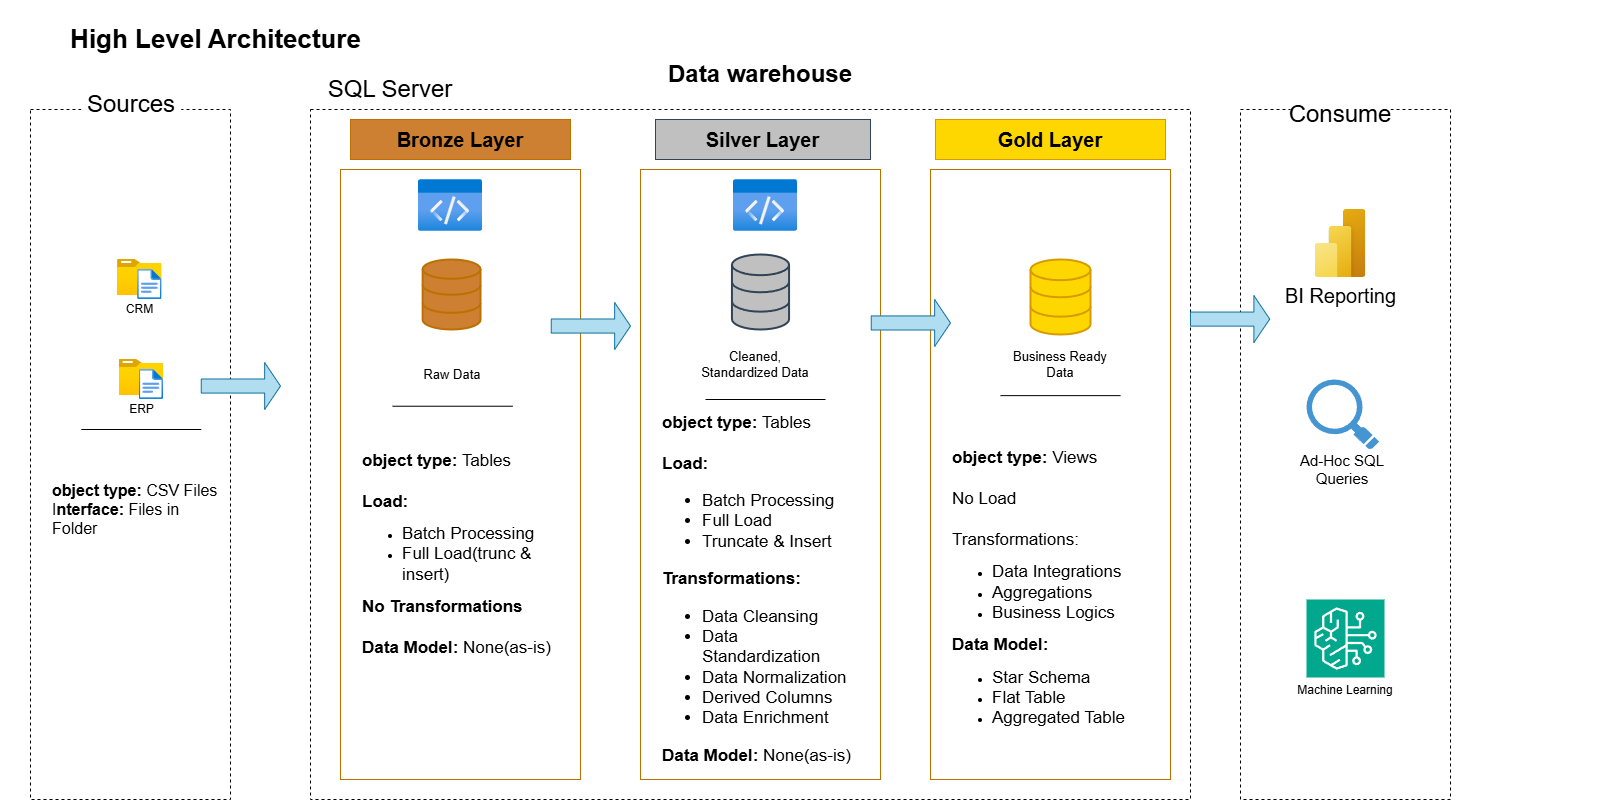 High Level Architecture
Data warehouse
Sources
CRM
ERP
object type: CSV Files
Interface: Files in
Folder
SQL Server
Bronze Layer
Raw Data
object type: Tables
Load:
• Batch Processing
• Full Load(trunc &
insert)
No Transformations
Data Model: None(as-is)
Silver Layer
Cleaned,
Standardized Data
object type: Tables
Load:
• Batch Processing
• Full Load
• Truncate & Insert
Transformations:
• Data Cleansing
• Data
Standardization
• Data Normalization
• Derived Columns
• Data Enrichment
Data Model: None(as-is)
Gold Layer
Business Ready
Data
object type: Views
No Load
Transformations:
• Data Integrations
• Aggregations
• Business Logics
Data Model:
• Star Schema
• Flat Table
• Aggregated Table
Consume
BI Reporting
Ad-Hoc SQL
Queries
Machine Learning